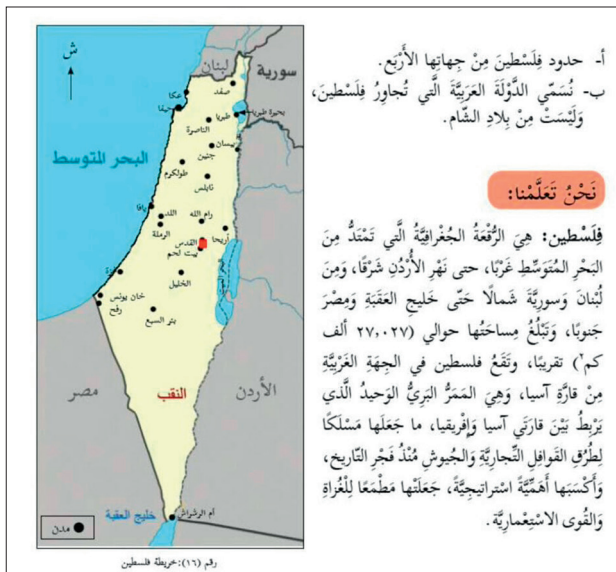 أ- حدود فِلَسْطينَ مِنْ جِهاتِها الأَرْبَع.
ب- نُسَمّي الدَّوْلَةَ العَرَبِيَّةَ الَّتي تُجاوِرُ فِلَسْطينَ،
وَلَيْسَتْ مِنْ بِلادِ الشّام.
نَحْنُ تَعَلَّمْنا:
فِلَسْطين: هِيَ الرُّقْعَةُ الجُغْرافِيَّةُ الَّتي تَمْتَدُّ مِنَ
البَحْرِ المُتَوَسِّطِ غَرْبًا، حتى نَهْرِ الأُرْدُنِ شَرْقًا، وَمِنَ
لُبْنانَ وَسورِيَّةَ شَمالًا حَتّى خَليجِ العَقَبَةِ وَمِصْرَ
جَنوبًا، وَتَبْلُغُ مِساحَتُها حوالي (٢٧,٠٢٧ ألف
كم٢) تقريبًا، وتَقَعُ فلسطين في الجِهَةِ الغَرْبِيَّةِ
مِنْ قارَّةِ آسيا، وَهِيَ المَمَرُّ البَرِيُّ الوَحيدُ الَّذي
يَرْبِطُ بَيْنَ قارَتَي آسيا وَإِفْريقيا، ما جَعَلَها مَسْلَكًا
لِطُرُقِ القَوافِلِ التِّجارِيَّةِ وَالجُيوشِ مُنْذُ فَجْرِ التّاريخ،
وَأَكْسَبَها أَهَمِّيَّةً اسْتراتيجِيَّةً، جَعَلَتْها مَطْمَعًا لِلْغُزاةِ
وَالقُوى الاسْتِعْمارِيَّة.
ش
لبنان
سورية
صفد
عكا
حيفا
بحيرة طبريا
طبريا
الناصرة
بيسان
جنين
البحر المتوسط
طولكرم
نابلس
يافا
اللد
الرملة
رام الله
أريحا
القدس
بيت لحم
البحر الميت
غزة
الخليل
خان يونس
رفح
بئر السبع
مصر
النقب
الأردن
أم الرشراش
خليج العقبة
مدن
رقم (١٦):خريطة فلسطين